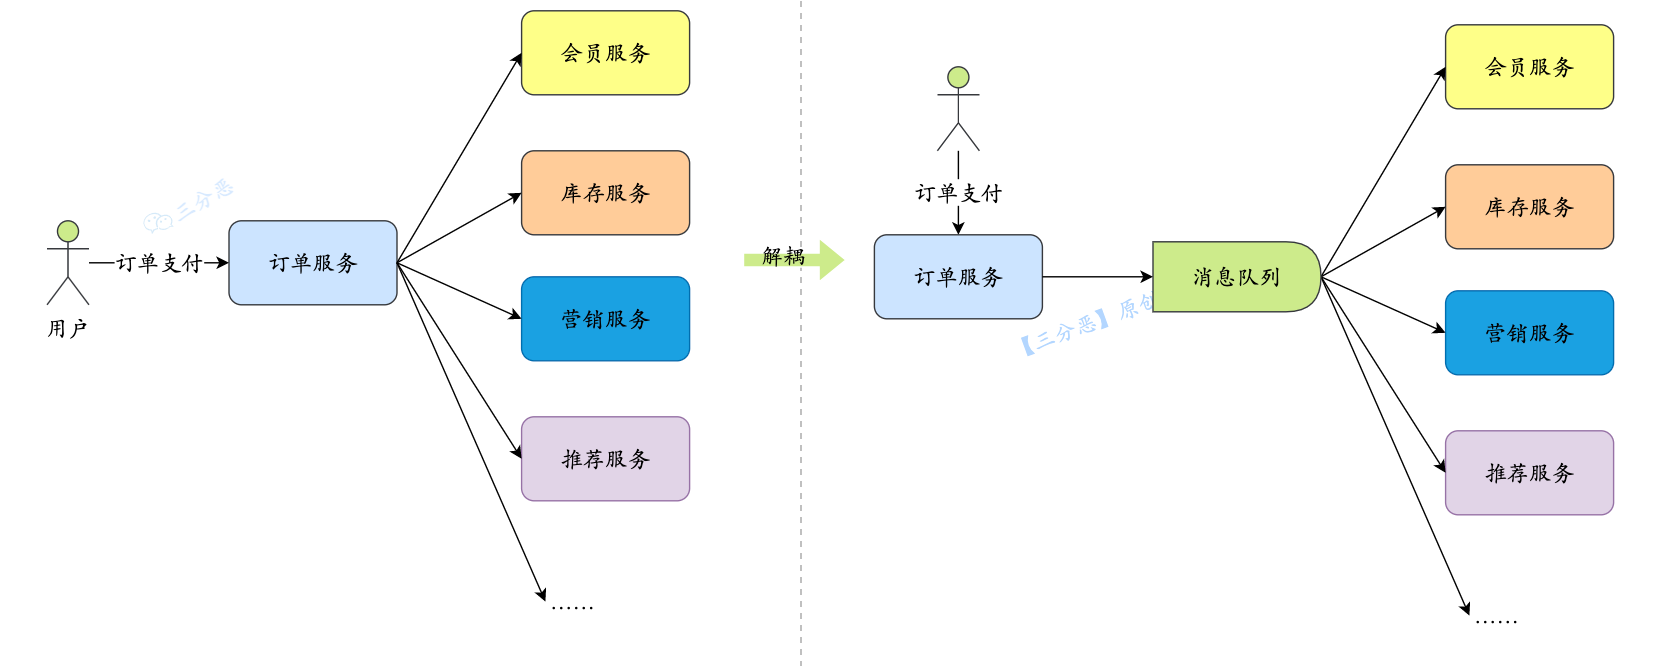 会员服务
库存服务
三分恶
订单支付
订单服务
用户
营销服务
推荐服务
……
解耦
订单支付
订单服务
消息队列
【三分恶】原创
会员服务
库存服务
营销服务
推荐服务
……